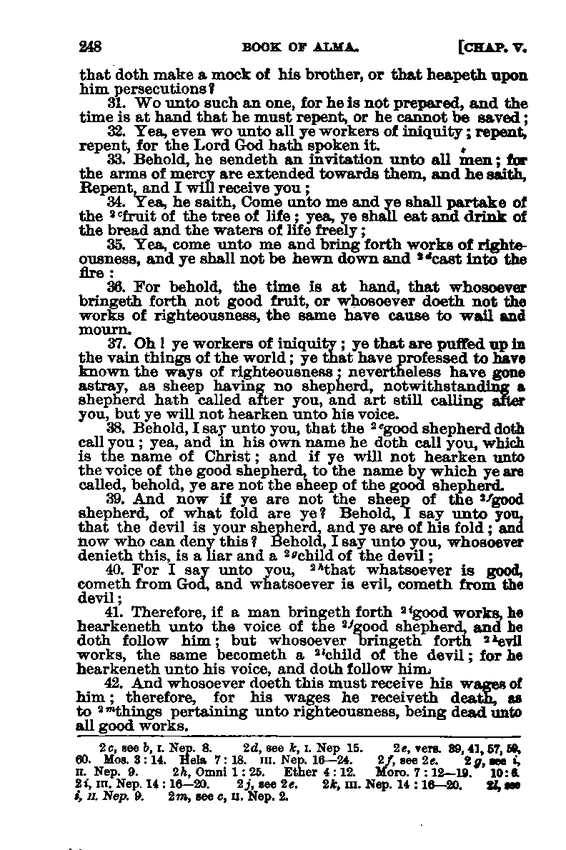 248 BOOK OF ALMA. [CHAP. V.
that doth make a mock of his brother, or that heapeth upon
him persecutions?
31. Wo unto such an one, for he is not prepared, and the
time is at hand that he must repent, or he cannot be saved;
32. Yea, even wo unto all ye workers of iniquity; repent,
repent, for the Lord God hath spoken it.
33. Behold, he sendeth an invitation unto all men; for
the arms of mercy are extended towards them, and he saith,
Repent, and I will receive you;
34. Yea, he saith, Come unto me and ye shall partake of
the ²ᶜfruit of the tree of life; yea, ye shall eat and drink of
the bread and the waters of life freely;
35. Yea, come unto me and bring forth works of righte-
ousness, and ye shall not be hewn down and ²ᵈcast into the
fire:
36. For behold, the time is at hand, that whosoever
bringeth forth not good fruit, or whosoever doeth not the
works of righteousness, the same have cause to wail and
mourn.
37. Oh! ye workers of iniquity; ye that are puffed up in
the vain things of the world; ye that have professed to have
known the ways of righteousness; nevertheless have gone
astray, as sheep having no shepherd, notwithstanding a
shepherd hath called after you, and art still calling after
you, but ye will not hearken unto his voice.
38. Behold, I say unto you, that the ²ᵉgood shepherd doth
call you; yea, and in his own name he doth call you, which
is the name of Christ; and if ye will not hearken unto
the voice of the good shepherd, to the name by which ye are
called, behold, ye are not the sheep of the good shepherd.
39. And now if ye are not the sheep of the ²ᶠgood
shepherd, of what fold are ye? Behold, I say unto you,
that the devil is your shepherd, and ye are of his fold; and
now who can deny this? Behold, I say unto you, whosoever
denieth this, is a liar and a ²ᵍchild of the devil;
40. For I say unto you, ²ʰthat whatsoever is good,
cometh from God, and whatsoever is evil, cometh from the
devil;
41. Therefore, if a man bringeth forth ²ⁱgood works, he
hearkeneth unto the voice of the ²ʲgood shepherd, and he
doth follow him; but whosoever bringeth forth ²ᵏevil
works, the same becometh a ²ˡchild of the devil; for he
hearkeneth unto his voice, and doth follow him.
42. And whosoever doeth this must receive his wages of
him; therefore, for his wages he receiveth death, as
to ²ᵐthings pertaining unto righteousness, being dead unto
all good works.
2c, see b, I. Nep. 8. 2d, see k, I. Nep 15. 2e, vers. 39, 41, 57, 59,
60. Mos. 3:14. Hela 7:18. III. Nep. 16—24. 2f, see 2e. 2g, see i,
II. Nep. 9. 2h, Omni 1:25. Ether 4:12. Moro. 7:12—19. 10:6.
2i, III. Nep. 14:16—20. 2j, see 2e. 2k, III. Nep. 14:16—20. 2l, see
i, II. Nep. 9. 2m, see c, II. Nep. 2.